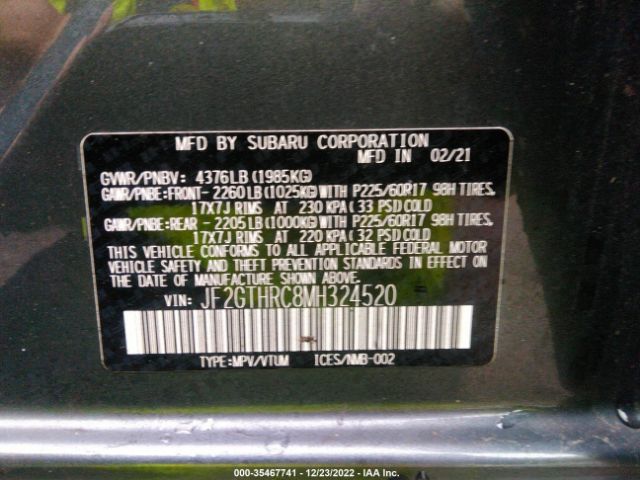 MFD BY SUBARU CORPORATION
MFD IN 02/21
GVWR/PNBV: 4376LB(1985KG)
GAWR/PNBE:FRONT-2260LB(1025KG)WITH P225/60R17 98H TIRES,
17X7J RIMS AT 230 KPA( 33 PSI)COLD
GAWR/PNBE:REAR -2205LB(1000KG)WITH P225/60R17 98H TIRES,
17X7J RIMS AT 220 KPA( 32 PSI)COLD
THIS VEHICLE CONFORMS TO ALL APPLICABLE FEDERAL MOTOR
VEHICLE SAFETY AND THEFT PREVENTION STANDARDS IN EFFECT ON
THE DATE OF MANUFACTURE SHOWN ABOVE.
VIN: JF2GTHRC8MH324520
TYPE:MPV/VTUM ICES/NMB-002
000-35467741 - 12/23/2022 - IAA Inc.